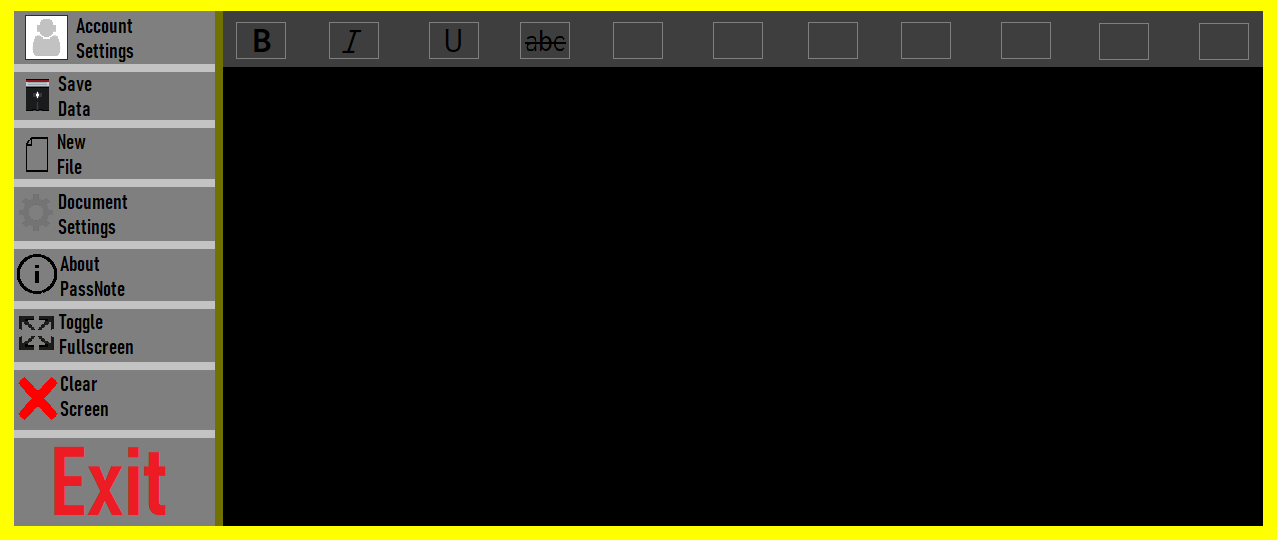 Account
Settings
B I U abc
Save
Data
New
File
Document
Settings
i
About
PassNote
Toggle
Fullscreen
Clear
Screen
Exit